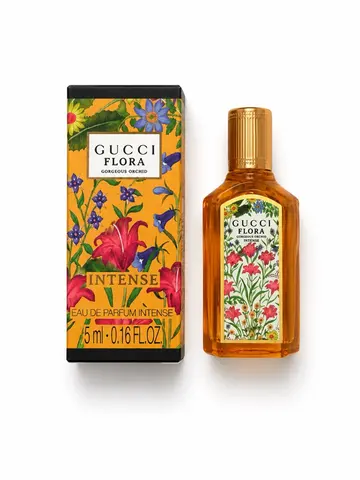 GUCCI
FLORA
GORGEOUS ORCHID
INTENSE
EAU DE PARFUM INTENSE
5 ml · 0.16 FL.OZ.
GUCCI
FLORA
GORGEOUS ORCHID
INTENSE